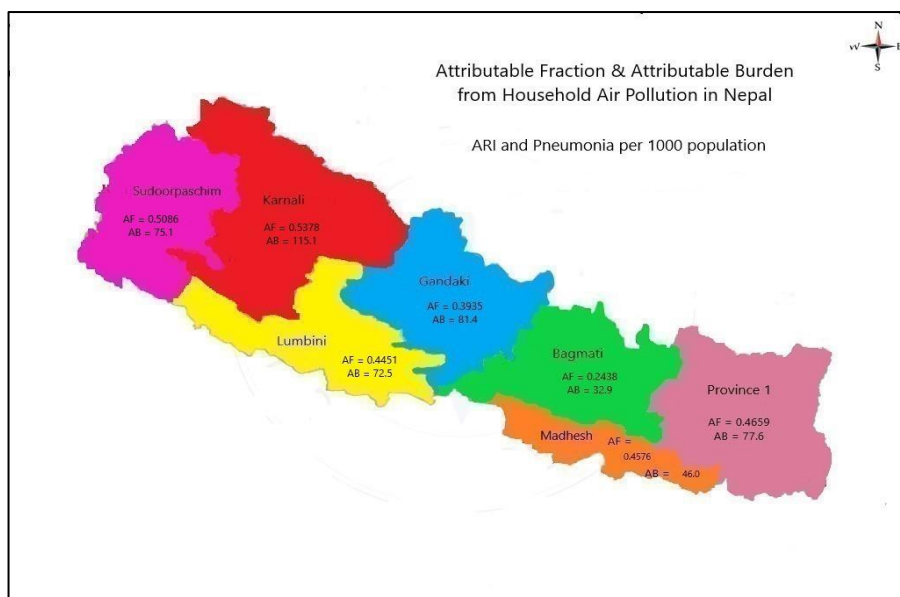 N
W E
S
Attributable Fraction & Attributable Burden
from Household Air Pollution in Nepal
ARI and Pneumonia per 1000 population
Sudoorpaschim
AF = 0.5086
AB = 75.1
Karnali
AF = 0.5378
AB = 115.1
Gandaki
AF = 0.3935
AB = 81.4
Lumbini
AF = 0.4451
AB = 72.5
Bagmati
AF = 0.2438
AB = 32.9
Province 1
AF = 0.4659
AB = 77.6
Madhesh AF =
0.4576
AB = 46.0